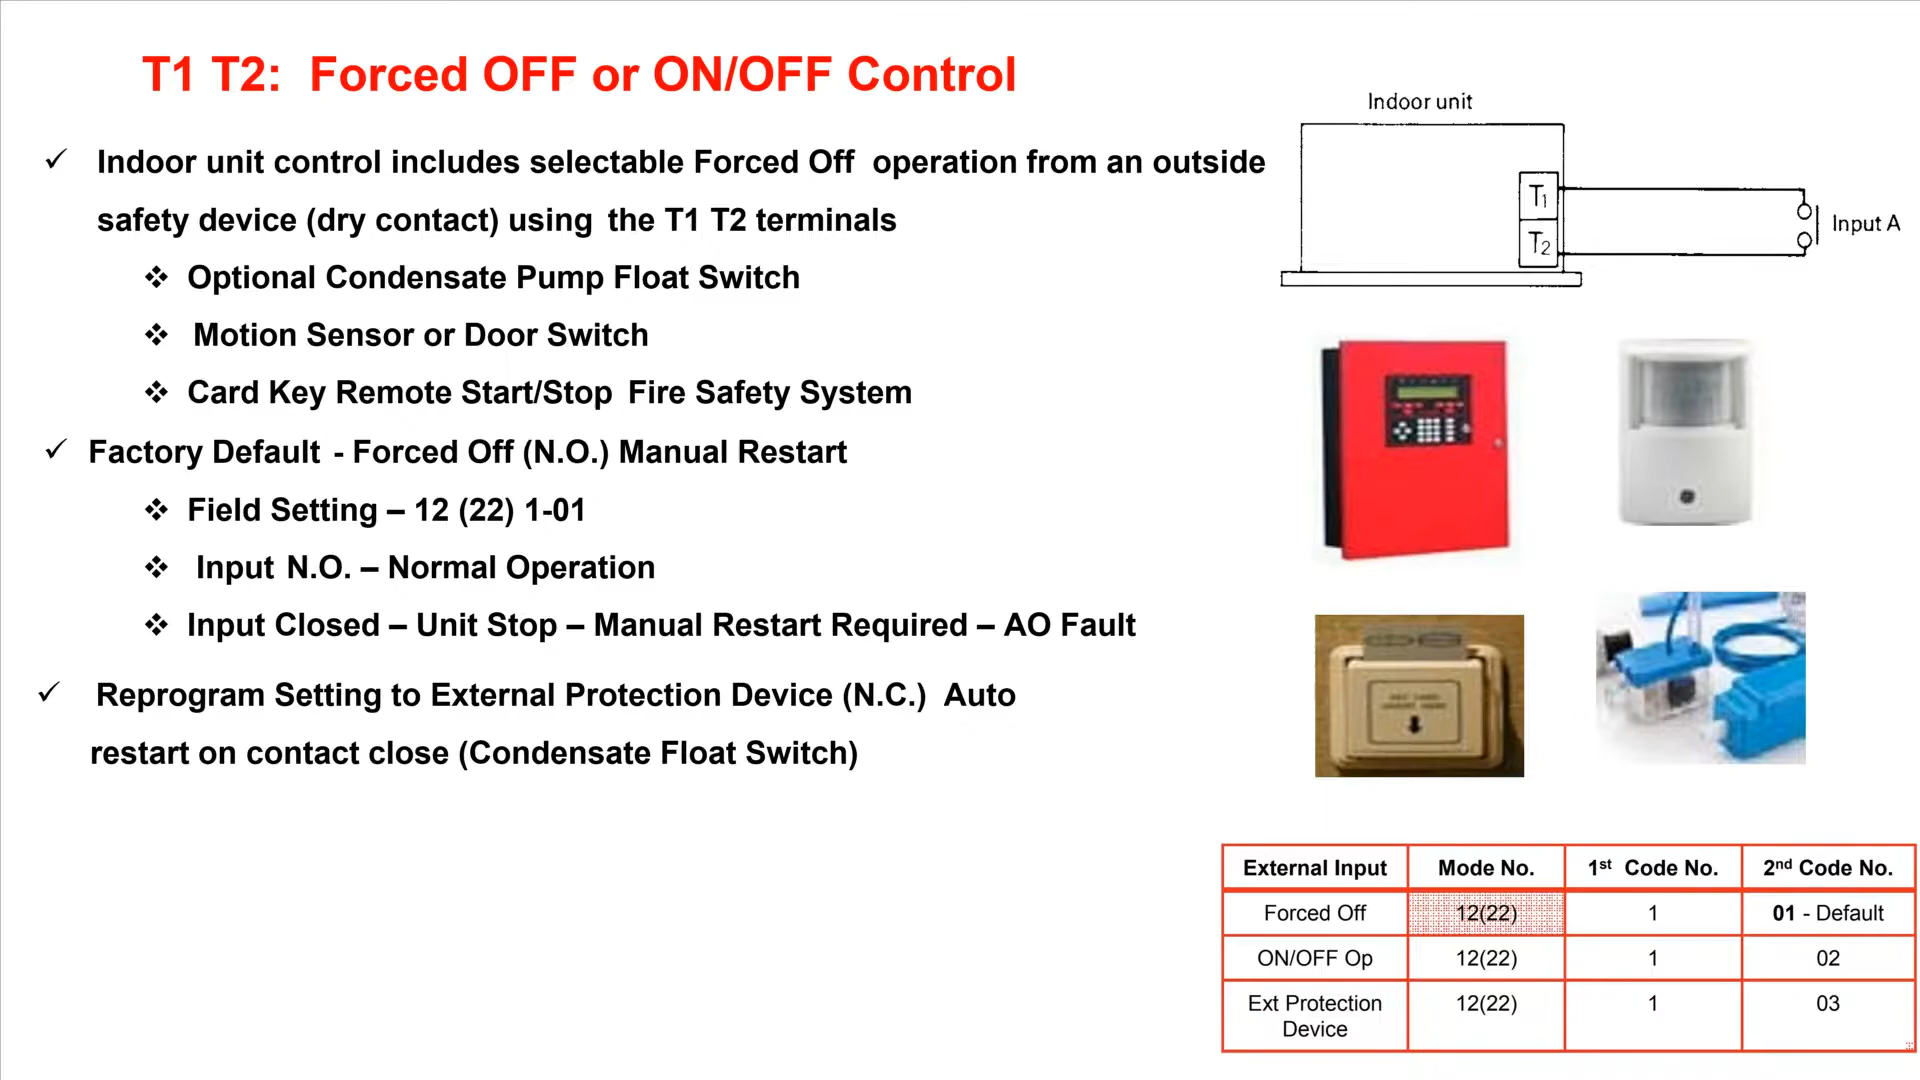 T1 T2: Forced OFF or ON/OFF Control
Indoor unit control includes selectable Forced Off operation from an outside
safety device (dry contact) using the T1 T2 terminals
Optional Condensate Pump Float Switch
Motion Sensor or Door Switch
Card Key Remote Start/Stop Fire Safety System
Factory Default - Forced Off (N.O.) Manual Restart
Field Setting – 12 (22) 1-01
Input N.O. – Normal Operation
Input Closed – Unit Stop – Manual Restart Required – AO Fault
Reprogram Setting to External Protection Device (N.C.) Auto
restart on contact close (Condensate Float Switch)
Indoor unit
T1
T2
Input A
External Input Mode No. 1st Code No. 2nd Code No.
Forced Off 12(22) 1 01 - Default
ON/OFF Op 12(22) 1 02
Ext Protection 12(22) 1 03
Device